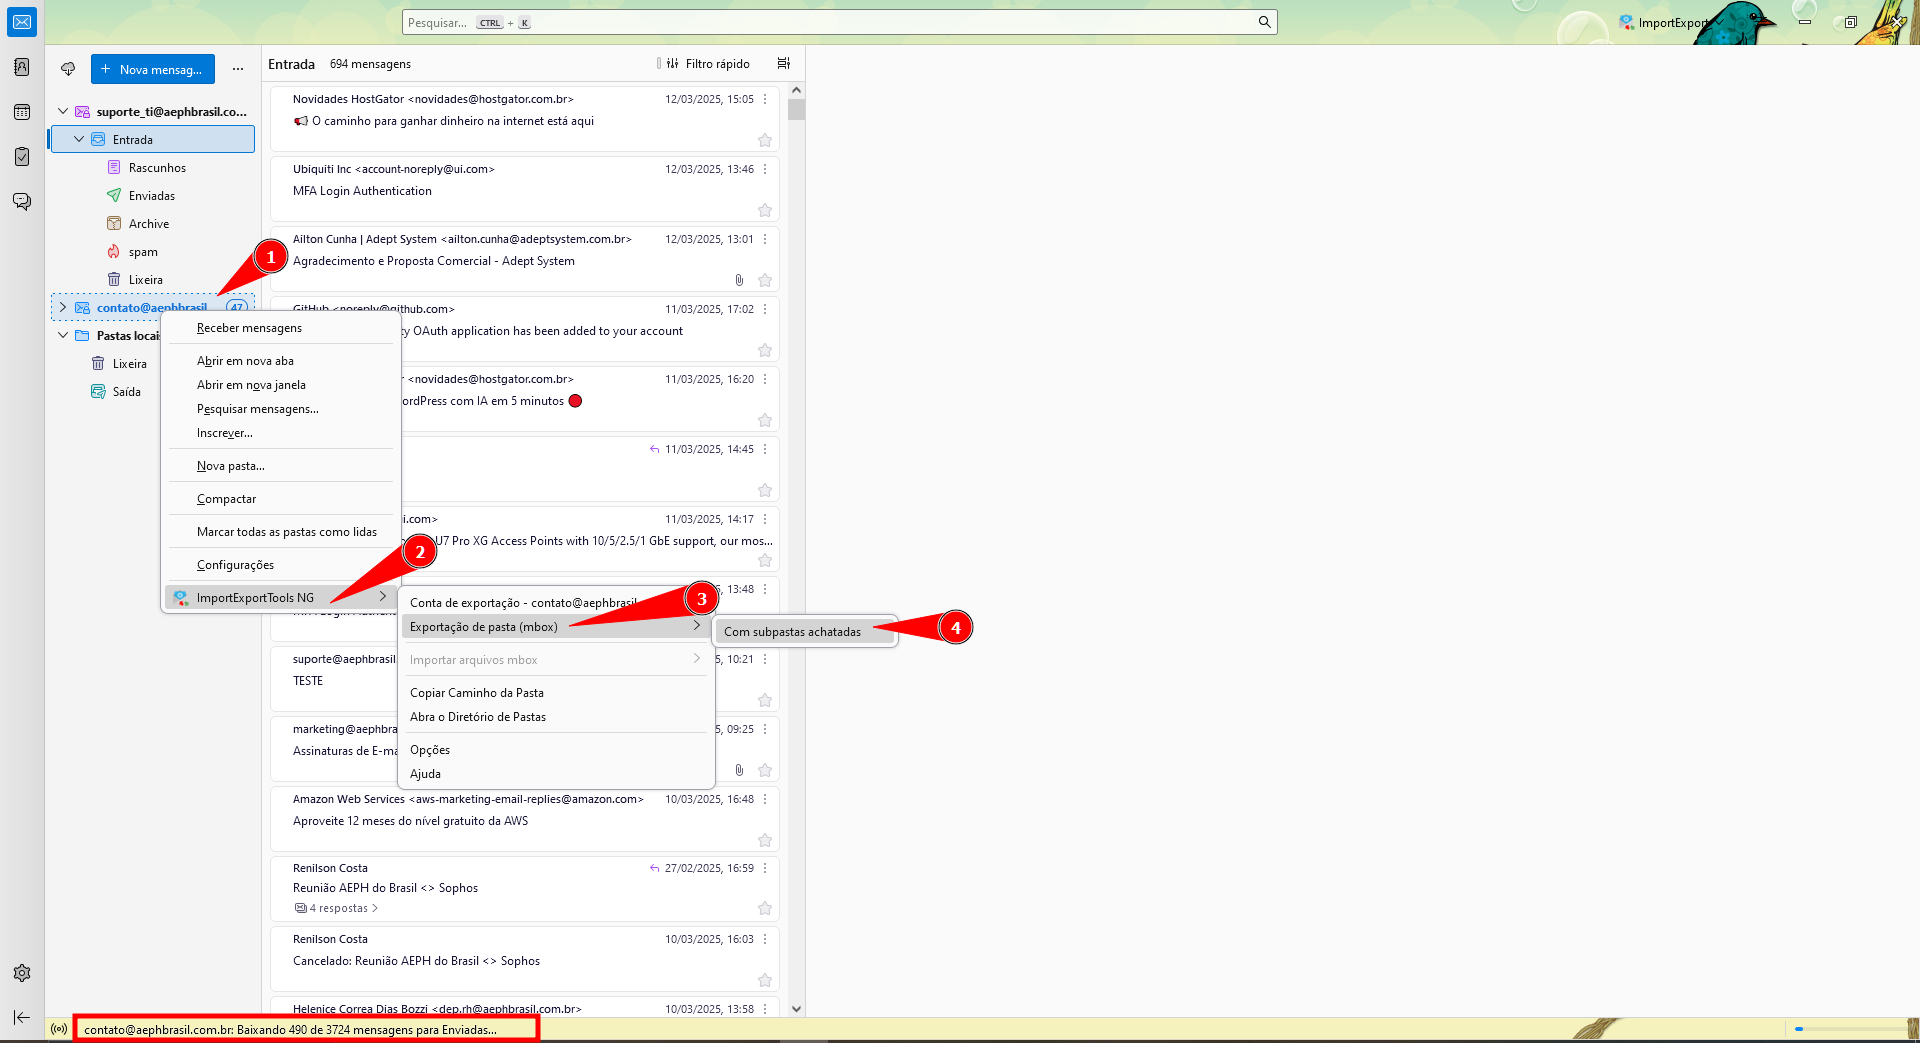 Pesquisar... CTRL + K
ImportExport
Nova mensag...
suporte_ti@aephbrasil.co...
Entrada
Rascunhos
Enviadas
Archive
spam
Lixeira
contato@aephbrasil 47
Pastas locais
Lixeira
Saída
Entrada 694 mensagens Filtro rápido
Novidades HostGator <novidades@hostgator.com.br> 12/03/2025, 15:05
O caminho para ganhar dinheiro na internet está aqui
Ubiquiti Inc <account-noreply@ui.com> 12/03/2025, 13:46
MFA Login Authentication
Ailton Cunha | Adept System <ailton.cunha@adeptsystem.com.br> 12/03/2025, 13:01
Agradecimento e Proposta Comercial - Adept System
GitHub <noreply@github.com> 11/03/2025, 17:02
ty OAuth application has been added to your account
r <novidades@hostgator.com.br> 11/03/2025, 16:20
ordPress com IA em 5 minutos
11/03/2025, 14:45
i.com> 11/03/2025, 14:17
U7 Pro XG Access Points with 10/5/2.5/1 GbE support, our mos...
5, 13:48
suporte@aephbrasil. 5, 10:21
TESTE
marketing@aephbra 5, 09:25
Assinaturas de E-ma
Amazon Web Services <aws-marketing-email-replies@amazon.com> 10/03/2025, 16:48
Aproveite 12 meses do nível gratuito da AWS
Renilson Costa 27/02/2025, 16:59
Reunião AEPH do Brasil <> Sophos
4 respostas >
Renilson Costa 10/03/2025, 16:03
Cancelado: Reunião AEPH do Brasil <> Sophos
Helenice Correa Dias Bozzi <dep.rh@aephbrasil.com.br> 10/03/2025, 13:58
Receber mensagens
Abrir em nova aba
Abrir em nova janela
Pesquisar mensagens...
Inscrever...
Nova pasta...
Compactar
Marcar todas as pastas como lidas
Configurações
ImportExportTools NG
Conta de exportação - contato@aephbrasil
Exportação de pasta (mbox)
Importar arquivos mbox
Copiar Caminho da Pasta
Abra o Diretório de Pastas
Opções
Ajuda
Com subpastas achatadas
1
2
3
4
contato@aephbrasil.com.br: Baixando 490 de 3724 mensagens para Enviadas...